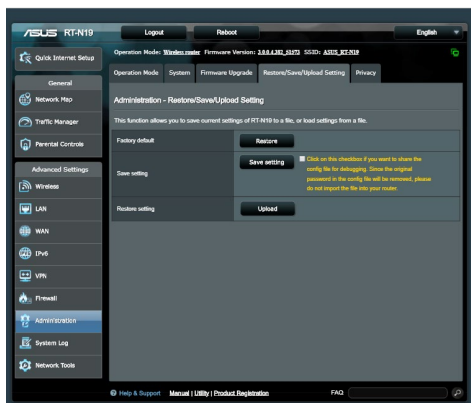 ASUS RT-N19 Logout Reboot English
Quick Internet Setup
General
Network Map
Traffic Manager
Parental Controls
Advanced Settings
Wireless
LAN
WAN
IPv6
VPN
Firewall
Administration
System Log
Network Tools
Operation Mode: Wireless router Firmware Version: 3.0.0.4.382_51973 SSID: ASUS_RT-N19
Operation Mode System Firmware Upgrade Restore/Save/Upload Setting Privacy
Administration - Restore/Save/Upload Setting
This function allows you to save current settings of RT-N19 to a file, or load settings from a file.
Factory default Restore
Save setting Save setting
Click on this checkbox if you want to share the
config file for debugging. Since the original
password in the config file will be removed, please
do not import the file into your router.
Restore setting Upload
Help & Support Manual | Utility | Product Registration FAQ